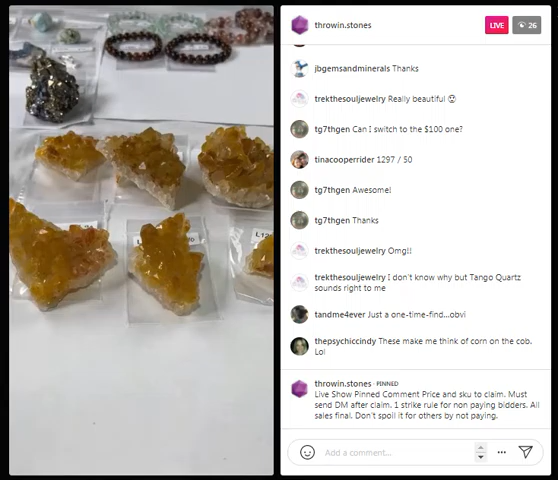 throwin.stones
LIVE
26
jbgemsandminerals Thanks
trekthesouljewelry Really beautiful
tg7thgen Can I switch to the $100 one?
tinacooperrider 1297 / 50
tg7thgen Awesome!
tg7thgen Thanks
trekthesouljewelry Omg!!
trekthesouljewelry I don't know why but Tango Quartz
sounds right to me
tandme4ever Just a one-time-find...obvi
thepsychiccindy These make me think of corn on the cob.
Lol
throwin.stones · PINNED
Live Show Pinned Comment Price and sku to claim. Must
send DM after claim. 1 strike rule for non paying bidders. All
sales final. Don't spoil it for others by not paying.
Add a comment...